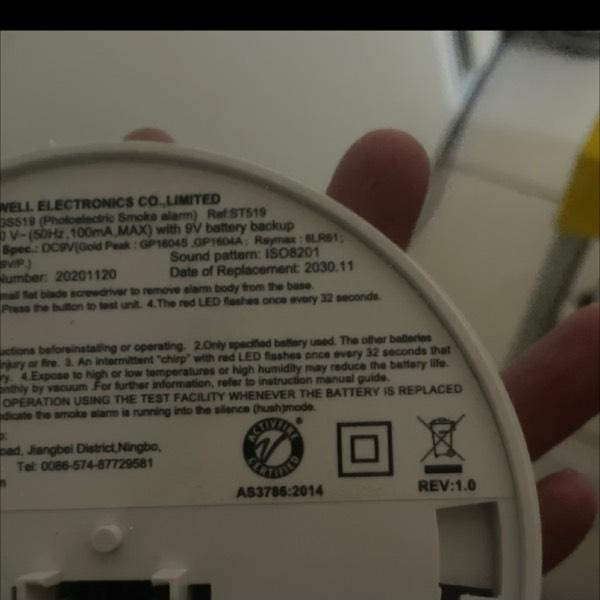 WELL ELECTRONICS CO.,LIMITED
GS519 (Photoelectric Smoke alarm) Ref:ST519
0 V~ (50Hz,100mA,MAX) with 9V battery backup
Spec.: DC9V(Gold Peak : GP1604S ,GP1604A ; Raymax : 6LR61;
9V/P.)
Sound pattern: ISO8201
Number: 20201120
Date of Replacement: 2030.11
mall flat blade screwdriver to remove alarm body from the base.
.Press the button to test unit. 4.The red LED flashes once every 32 seconds.
uctions beforeinstalling or operating. 2.Only specified battery used. The other batteries
injury or fire. 3. An intermittent "chirp" with red LED flashes once every 32 seconds that
ry. 4.Expose to high or low temperatures or high humidity may reduce the battery life.
onthly by vacuum .For further information, refer to instruction manual guide.
OPERATION USING THE TEST FACILITY WHENEVER THE BATTERY IS REPLACED
ndicate the smoke alarm is running into the silence (hush)mode.
o:
oad, Jiangbei District,Ningbo,
Tel: 0086-574-87729581
m
ACTIVFIRE
®
CERTIFIED
AS3786:2014
REV:1.0